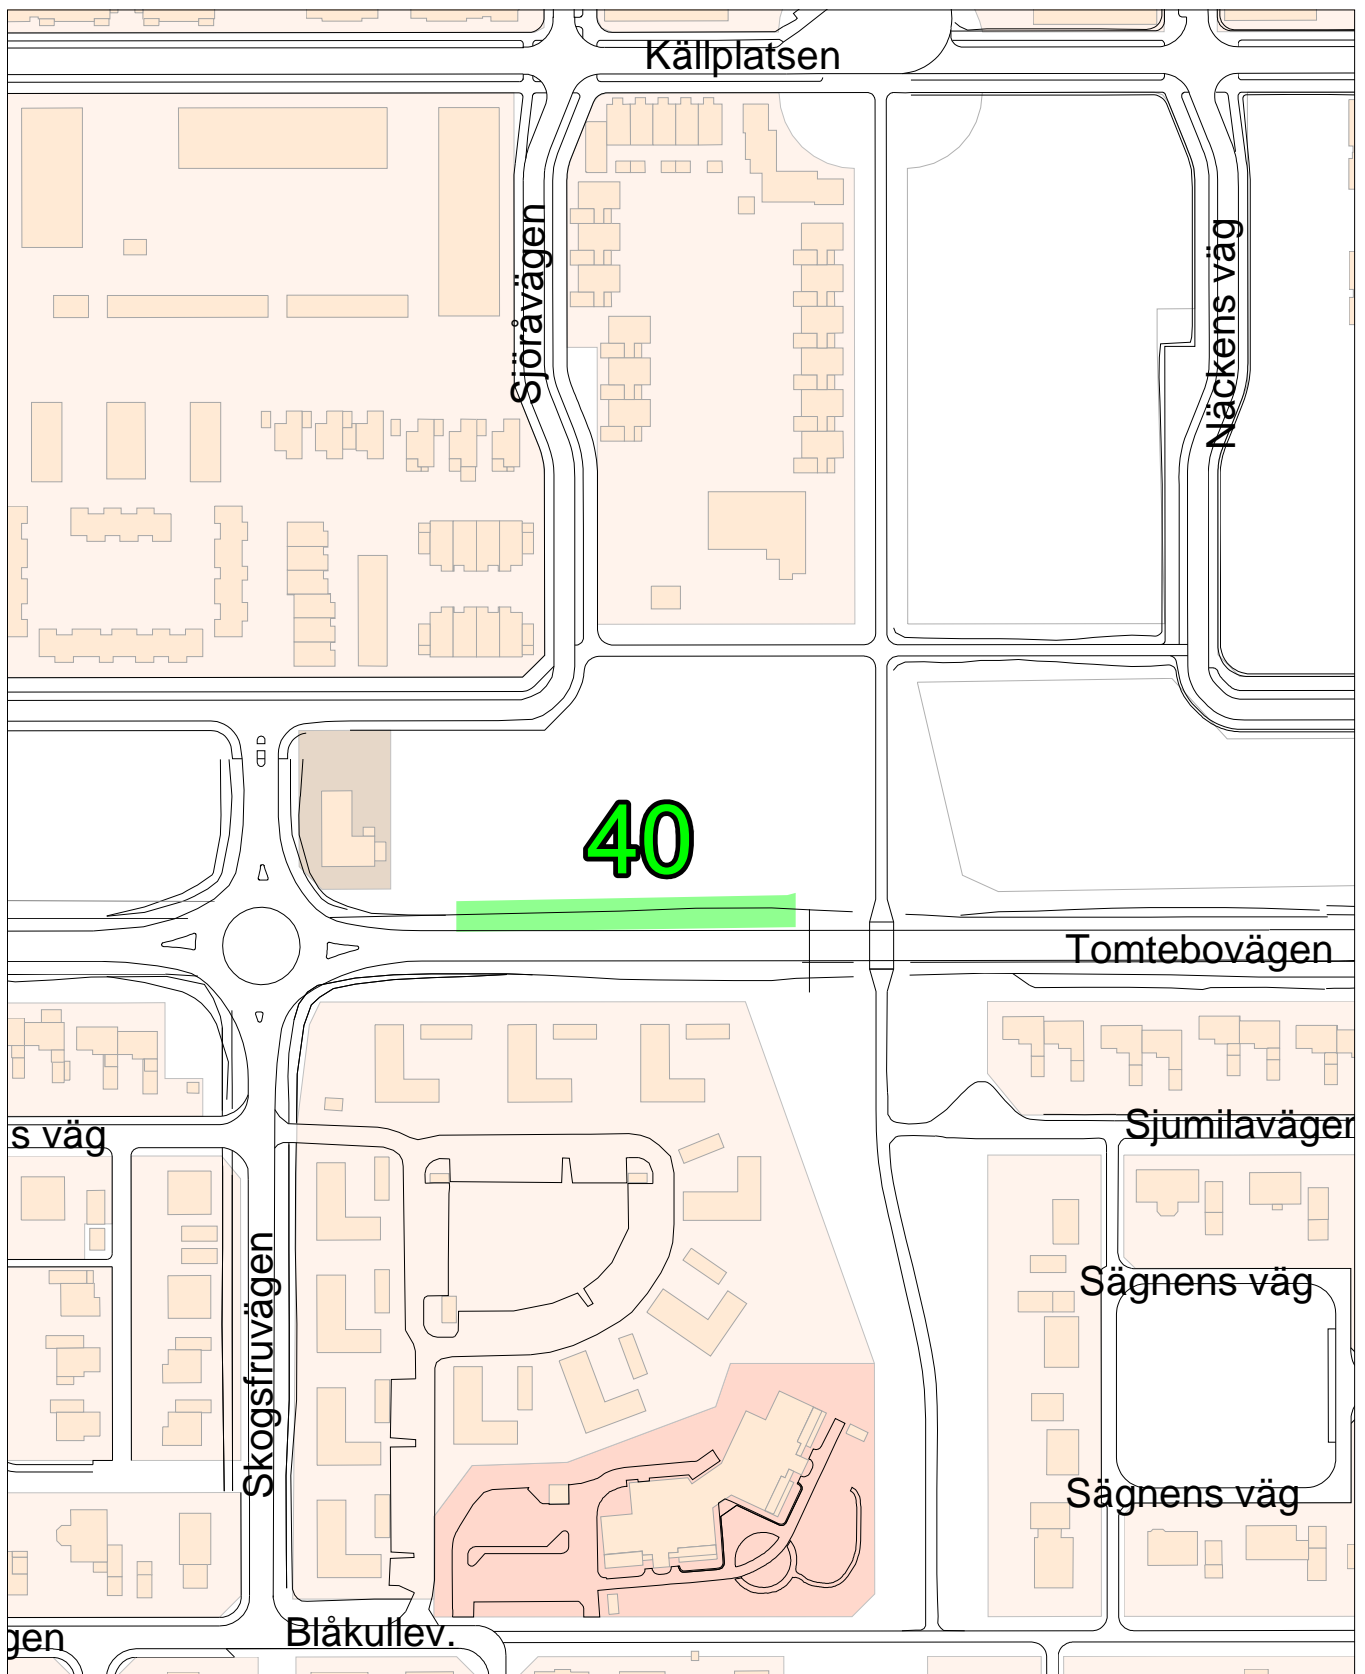 Källplatsen
Sjöråvägen
Näckens väg
40
Tomtebovägen
s väg
Sjumilavägen
Sägnens väg
Skogsfruvägen
Sägnens väg
gen
Blåkullev.